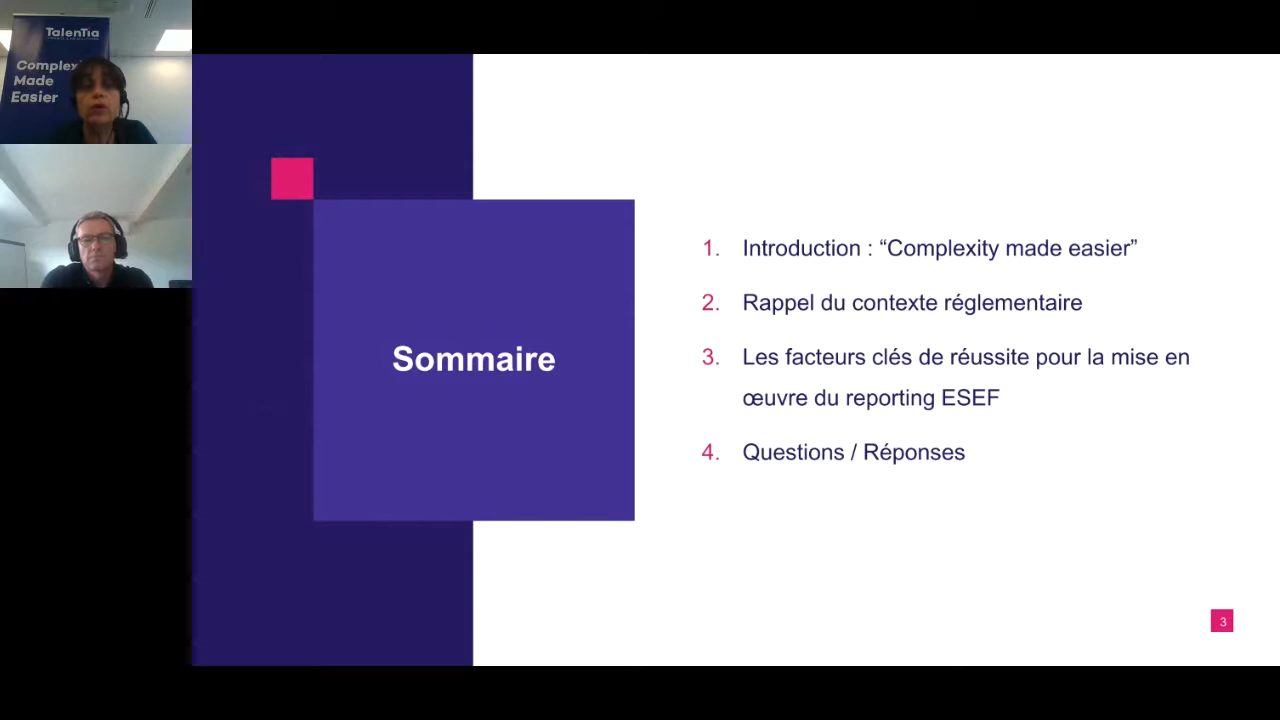 TalenTia
Complex
Made
Easier
Sommaire
1. Introduction : “Complexity made easier”
2. Rappel du contexte réglementaire
3. Les facteurs clés de réussite pour la mise en
œuvre du reporting ESEF
4. Questions / Réponses
3